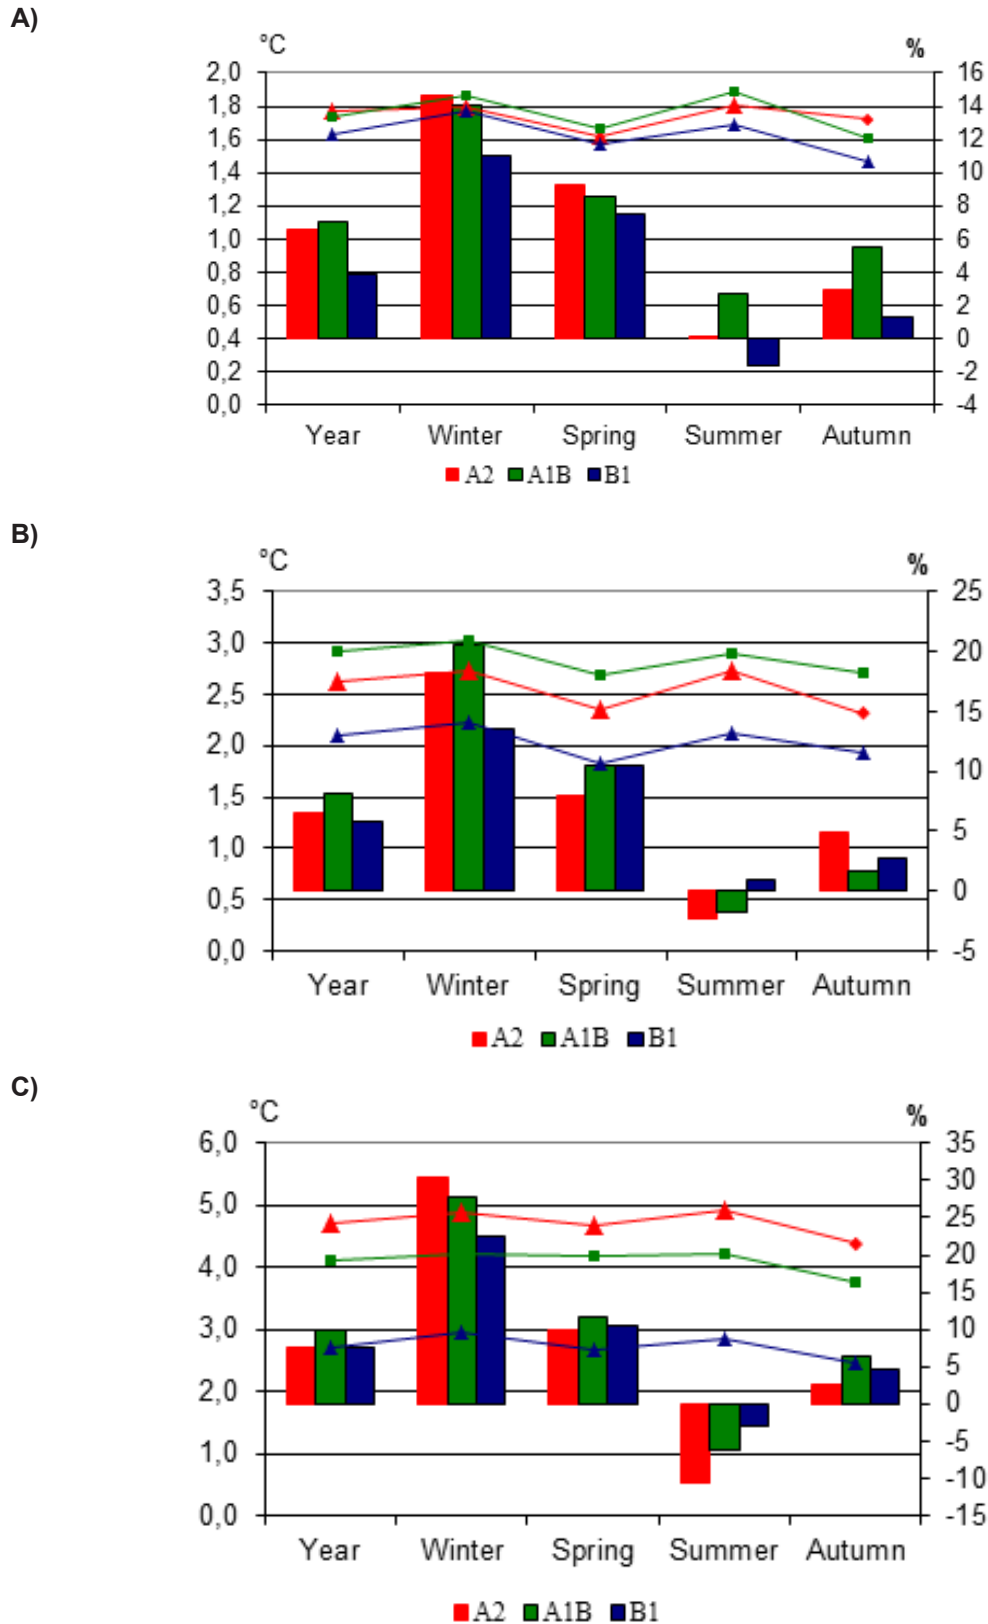 A)
°C %
2,0 16
1,8 14
1,6 12
1,4 10
1,2 8
1,0 6
0,8 4
0,6 2
0,4 0
0,2 -2
0,0 -4
Year Winter Spring Summer Autumn
A2 A1B B1
B)
°C %
3,5 25
3,0 20
2,5 15
2,0 10
1,5 5
1,0 0
0,5 -5
0,0
Year Winter Spring Summer Autumn
A2 A1B B1
C)
°C %
6,0 35
5,0 30
4,0 25
3,0 20
2,0 15
1,0 10
0,0 5
0
-5
-10
-15
Year Winter Spring Summer Autumn
A2 A1B B1